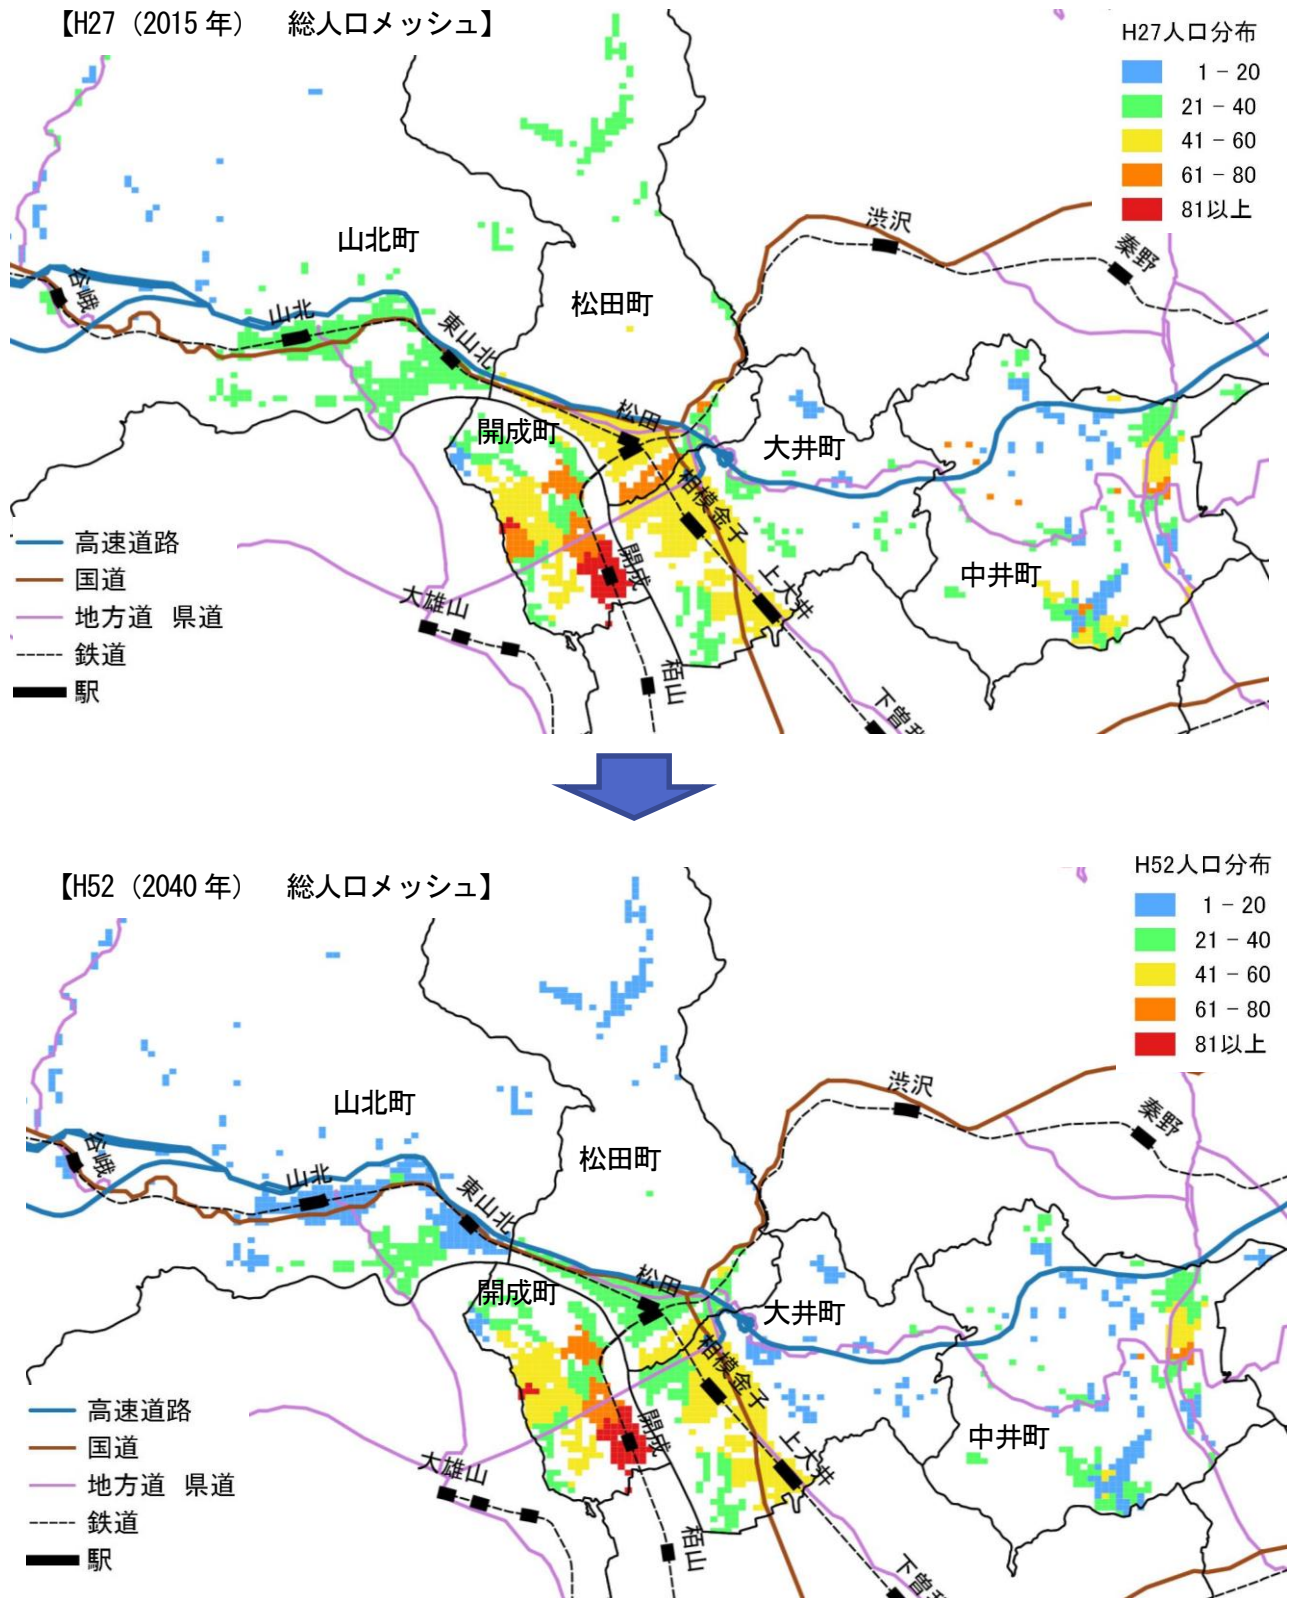 【H27（2015 年） 総人口メッシュ】
H27人口分布
1 - 20
21 - 40
41 - 60
61 - 80
81以上
渋沢
秦野
山北町
谷峨
山北
東山北
松田町
松田
開成町
大井町
相模金子
中井町
開成
上大井
大雄山
栢山
下曽我
高速道路
国道
地方道 県道
鉄道
駅
【H52（2040 年） 総人口メッシュ】
H52人口分布
1 - 20
21 - 40
41 - 60
61 - 80
81以上
渋沢
秦野
山北町
谷峨
山北
東山北
松田町
松田
開成町
大井町
相模金子
中井町
開成
上大井
大雄山
栢山
下曽我
高速道路
国道
地方道 県道
鉄道
駅